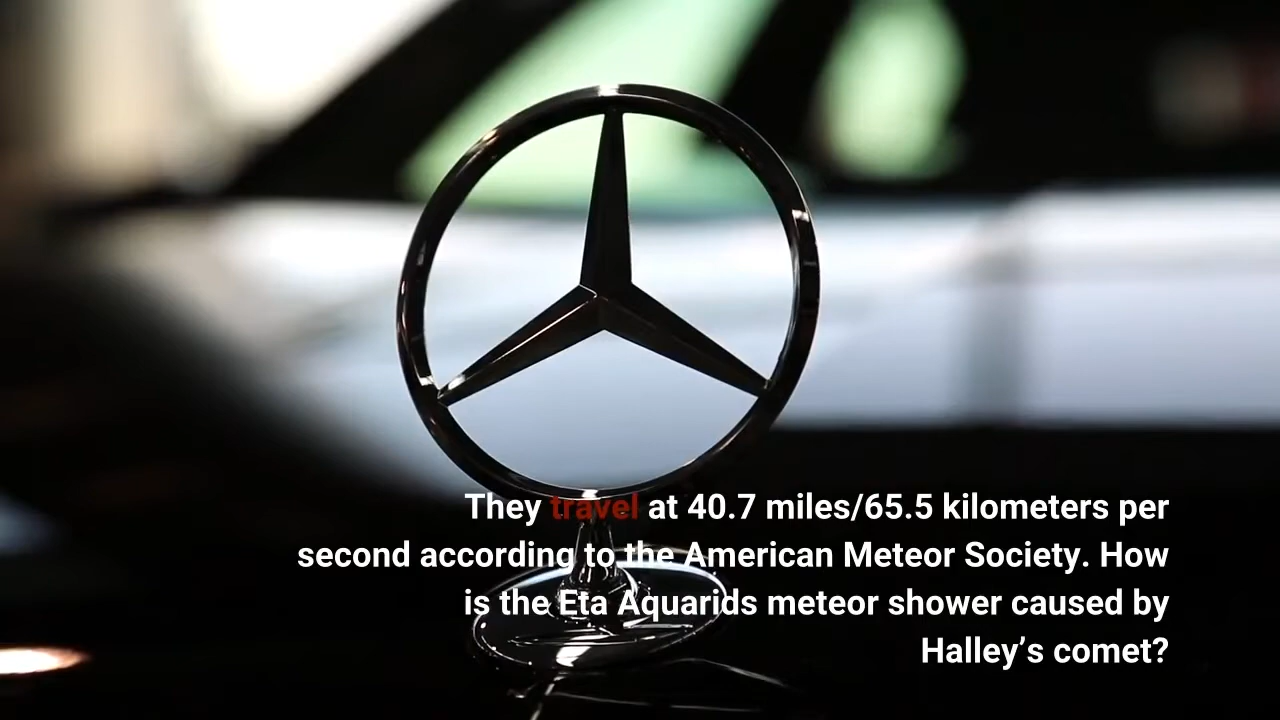 They travel at 40.7 miles/65.5 kilometers per
second according to the American Meteor Society. How
is the Eta Aquarids meteor shower caused by
Halley’s comet?